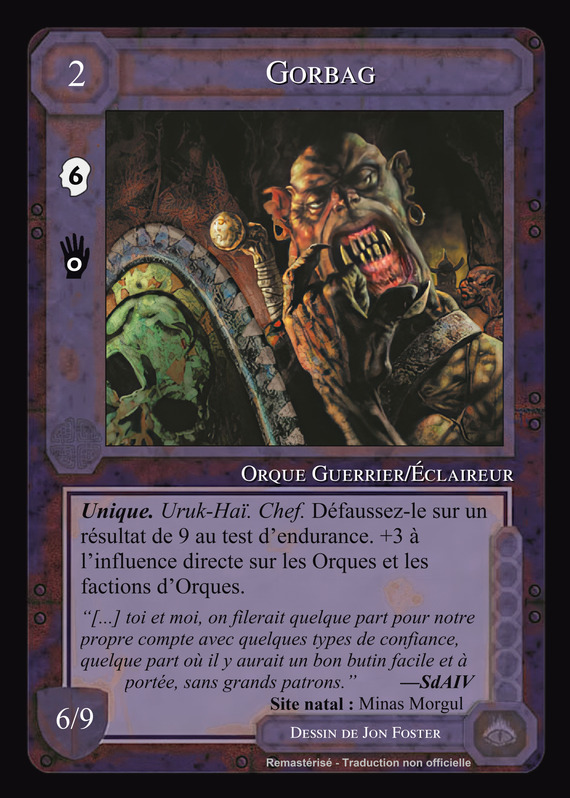 2
Gorbag
6
0
Orque Guerrier/Éclaireur
Unique. Uruk-Haï. Chef. Défaussez-le sur un
résultat de 9 au test d’endurance. +3 à
l’influence directe sur les Orques et les
factions d’Orques.
“[...] toi et moi, on filerait quelque part pour notre
propre compte avec quelques types de confiance,
quelque part où il y aurait un bon butin facile et à
portée, sans grands patrons.” —SdAIV
Site natal : Minas Morgul
6/9
Dessin de Jon Foster
Remastérisé - Traduction non officielle